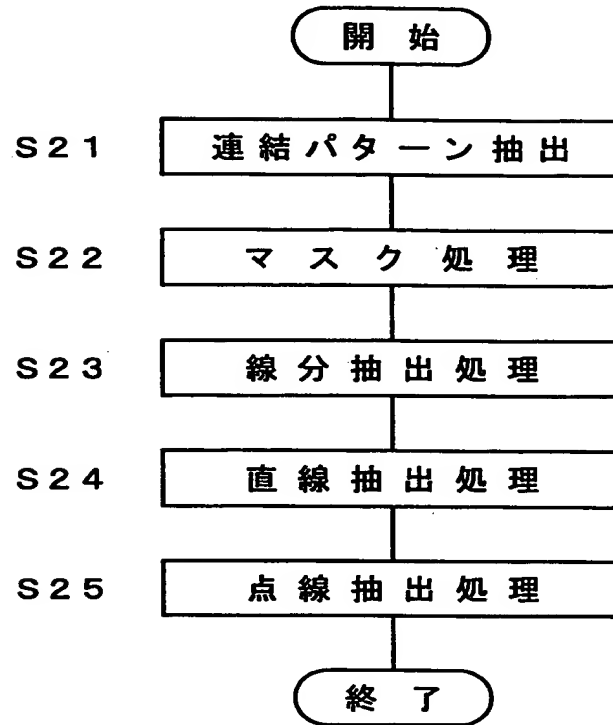 開始
S21 連結パターン抽出
S22 マスク処理
S23 線分抽出処理
S24 直線抽出処理
S25 点線抽出処理
終了